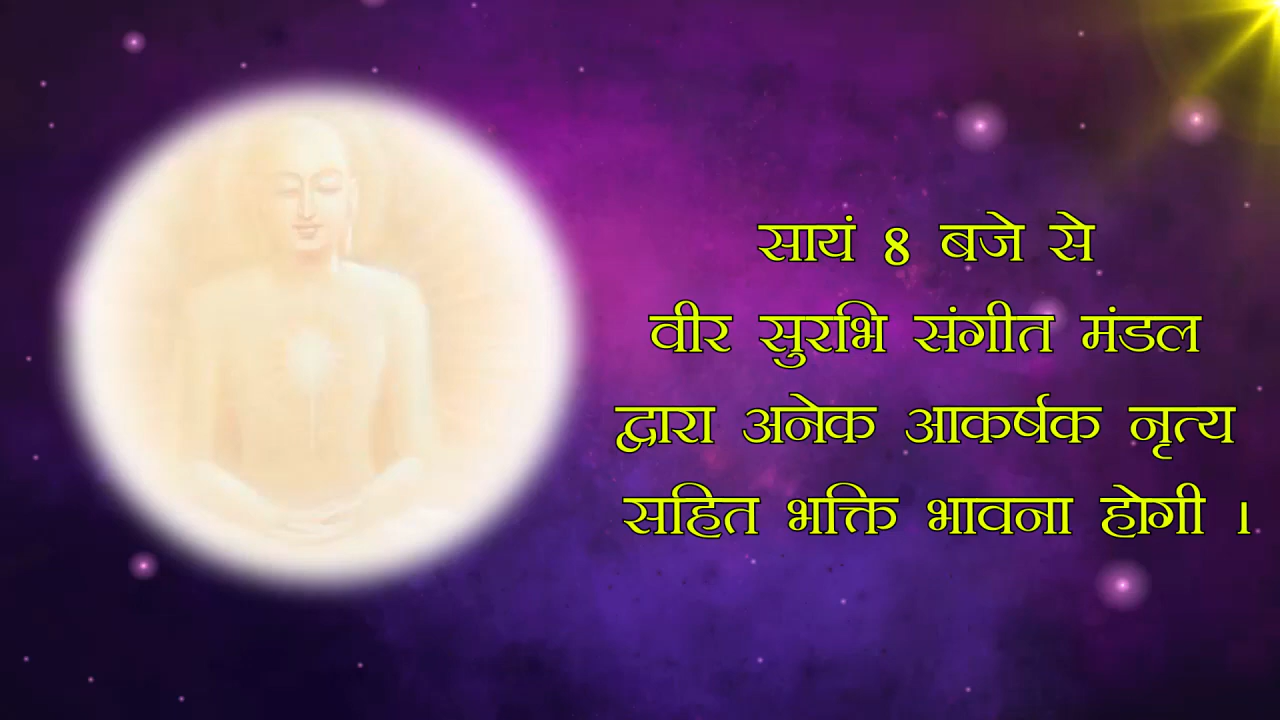 सायं 8 बजे से
वीर सुरभि संगीत मंडल
द्वारा अनेक आकर्षक नृत्य
सहित भक्ति भावना होगी ।